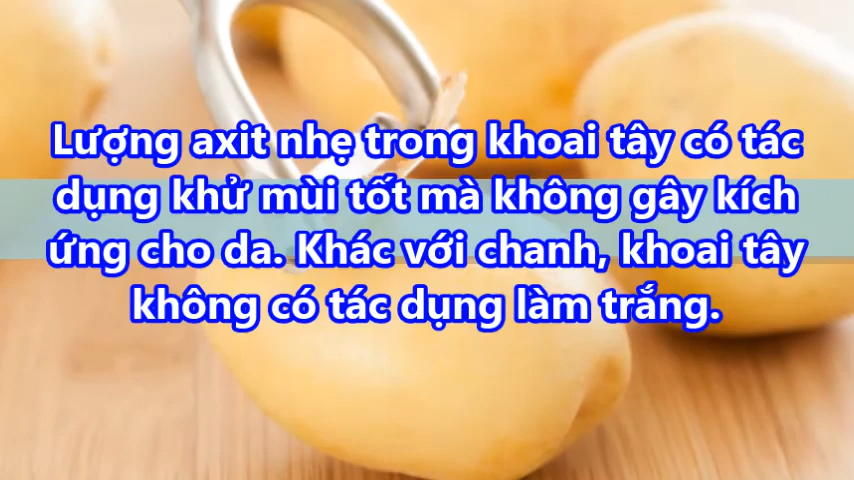 Lượng axit nhẹ trong khoai tây có tác
dụng khử mùi tốt mà không gây kích
ứng cho da. Khác với chanh, khoai tây
không có tác dụng làm trắng.